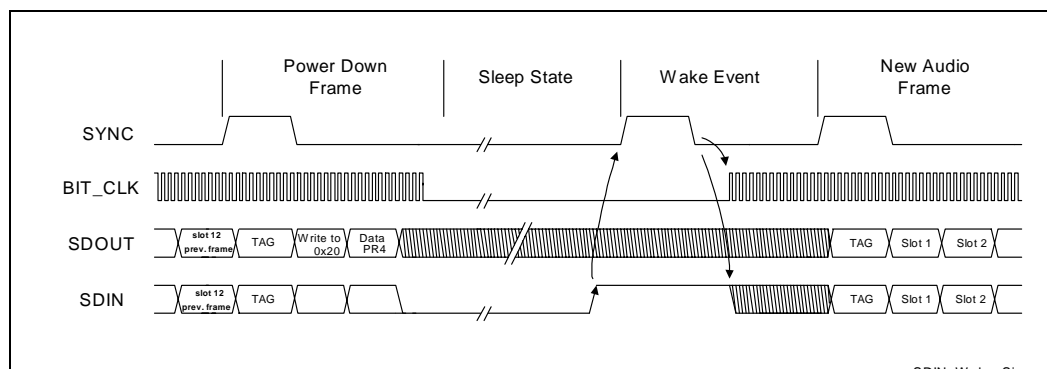 Power Down
Frame
Sleep State
Wake Event
New Audio
Frame
SYNC
BIT_CLK
SDOUT
slot 12
prev. frame
TAG
Write to
0x20
Data
PR4
TAG
Slot 1
Slot 2
SDIN
slot 12
prev. frame
TAG
TAG
Slot 1
Slot 2